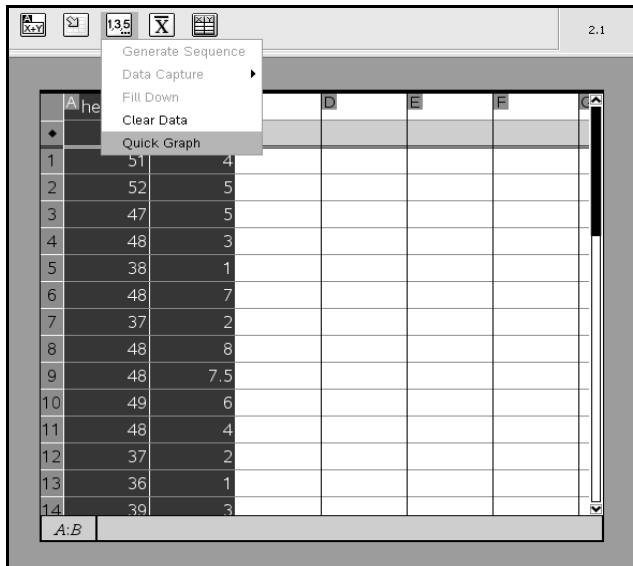 A X+Y 1,3,5 X X|Y 2.1
Generate Sequence
Data Capture
Fill Down
Clear Data
Quick Graph
A he D E F G
1 51 4
2 52 5
3 47 5
4 48 3
5 38 1
6 48 7
7 37 2
8 48 8
9 48 7.5
10 49 6
11 48 4
12 37 2
13 36 1
14 39 3
A:B